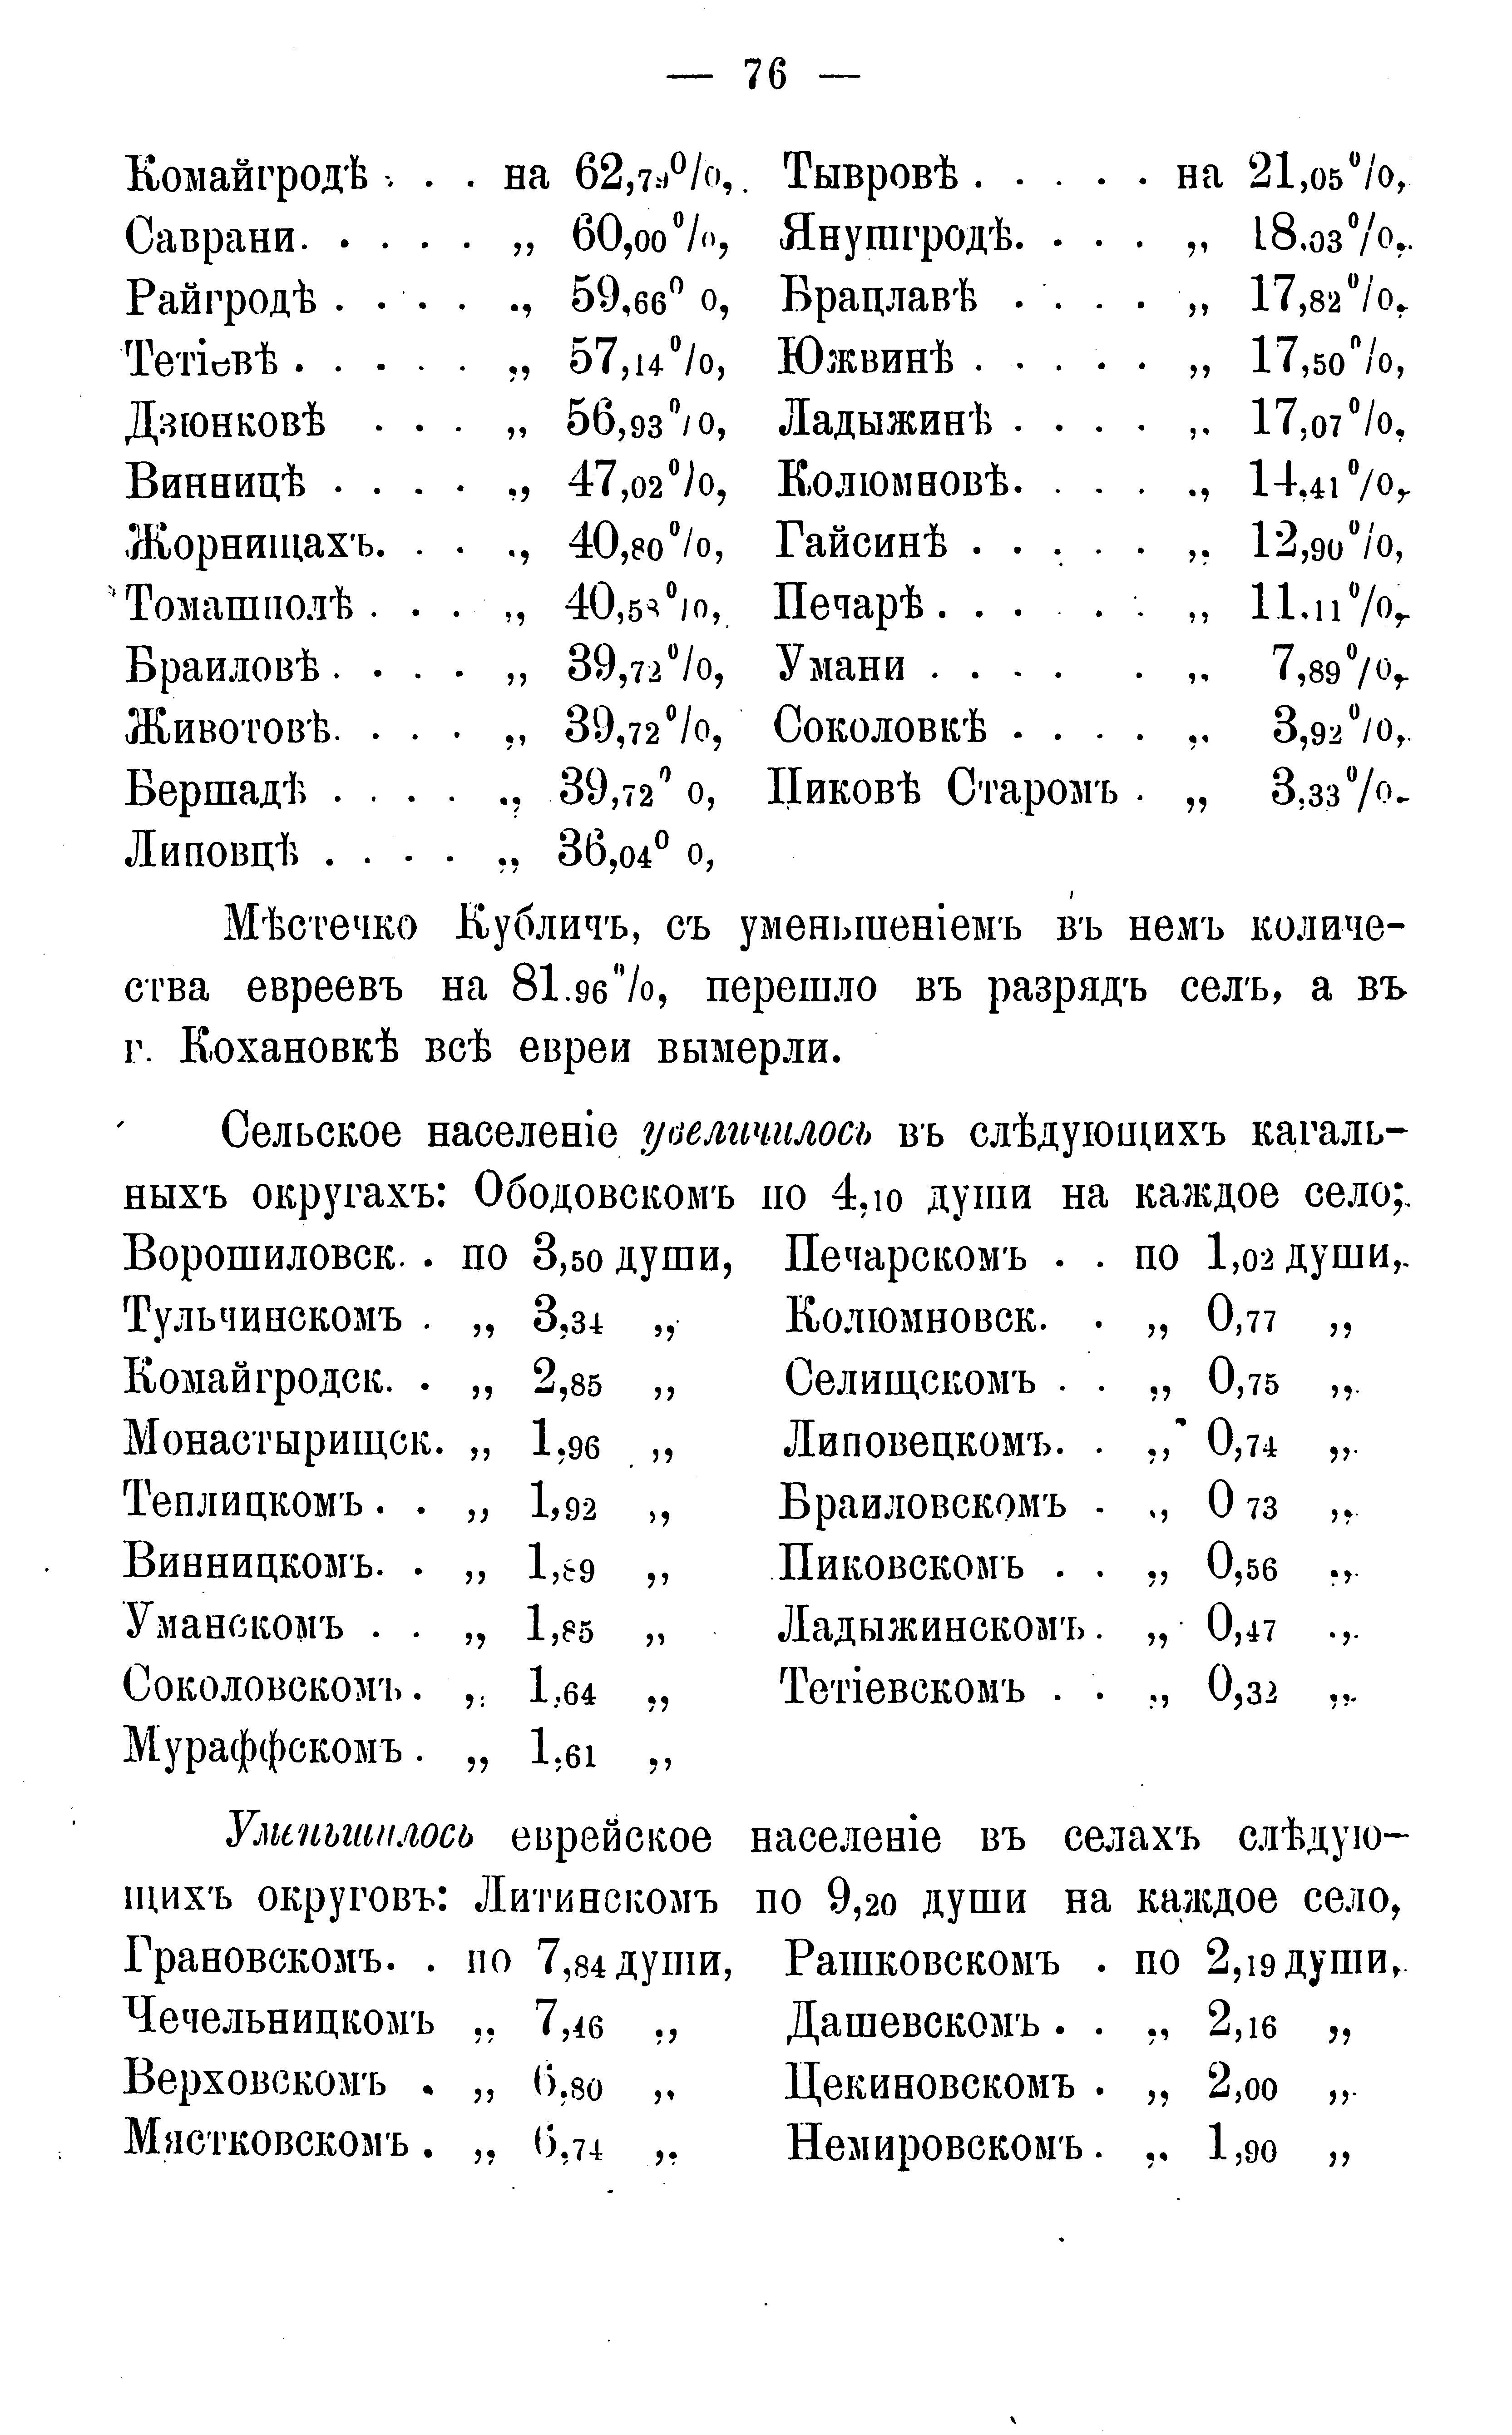 — 76 —
Комайгродѣ . . . на 62,79%, Тывровѣ . . . . . на 21,05%,
Саврани. . . . . „ 60,00%, Янушгродѣ. . . . „ 18.03%,
Райгродѣ . . . . „ 59,66%, Брацлавѣ . . . . „ 17,82%,
Тетіевѣ . . . . . „ 57,14%, Южвинѣ . . . . . „ 17,50%,
Дзюнковѣ . . . „ 56,93%, Ладыжинѣ . . . . „ 17,07%,
Винницѣ . . . . „ 47,02%, Колюмновѣ. . . . „ 14,41%,
Жорнищахъ. . . „ 40,80%, Гайсинѣ . . . . . „ 12,90%,
Томашполѣ . . . „ 40,58%, Печарѣ . . . . . „ 11.11%,
Браиловѣ . . . . „ 39,72%, Умани . . . . . „ 7,89%,
Животовѣ. . . . „ 39,72%, Соколовкѣ . . . . „ 3,92%,
Бершадѣ . . . . „ 39,72%, Пиковѣ Старомъ . „ 3,33%.
Липовцѣ . . . . „ 36,04%,
Мѣстечко Кубличъ, съ уменьшеніемъ въ немъ количе-
ства евреевъ на 81.96%, перешло въ разрядъ селъ, а въ
г. Кохановкѣ всѣ евреи вымерли.
Сельское населеніе увеличилось въ слѣдующихъ кагаль-
ныхъ округахъ: Ободовскомъ по 4,10 души на каждое село;
Ворошиловск. . по 3,50 души, Печарскомъ . . по 1,02 души,
Тульчинскомъ . „ 3,34 „ Колюмновск. . „ 0,77 „
Комайгродск. . „ 2,85 „ Селищскомъ . . „ 0,75 „
Монастырищск. „ 1,96 „ Липовецкомъ. . „ 0,74 „
Теплицкомъ . . „ 1,92 „ Браиловскомъ . „ 0 73 „
Винницкомъ. . „ 1,89 „ Пиковскомъ . . „ 0,56 „
Уманскомъ . . „ 1,85 „ Ладыжинскомъ . „ 0,47 „
Соколовскомъ . „ 1,64 „ Тетіевскомъ . . „ 0,32 „
Мураффскомъ . „ 1,61 „
Уменьшилось еврейское населеніе въ селахъ слѣдую-
щихъ округовъ: Литинскомъ по 9,20 души на каждое село,
Грановскомъ. . по 7,84 души, Рашковскомъ . по 2,19 души,
Чечельницкомъ „ 7,46 „ Дашевскомъ . . „ 2,16 „
Верховскомъ . „ 6,80 „ Цекиновскомъ . „ 2,00 „
Мястковскомъ . „ 6,74 „ Немировскомъ . „ 1,90 „